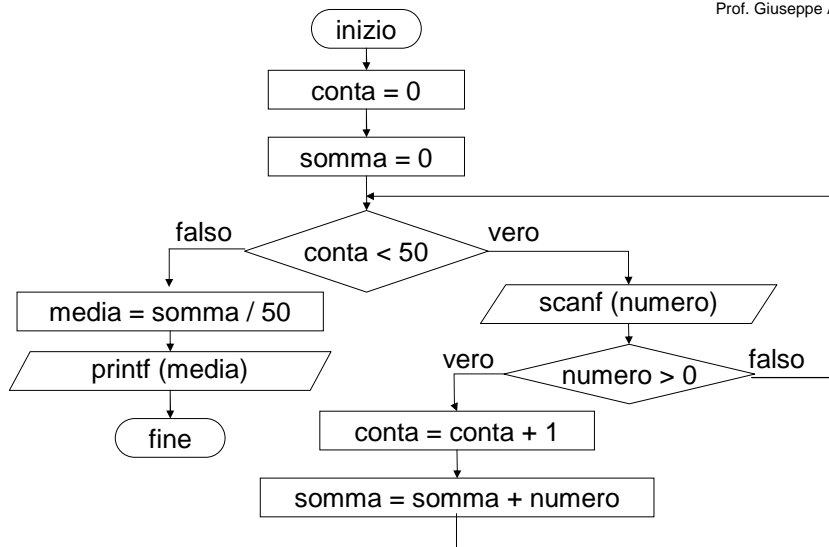 Prof. Giuseppe
inizio
conta = 0
somma = 0
falso
vero
conta < 50
media = somma / 50
scanf (numero)
printf (media)
vero
falso
numero > 0
fine
conta = conta + 1
somma = somma + numero